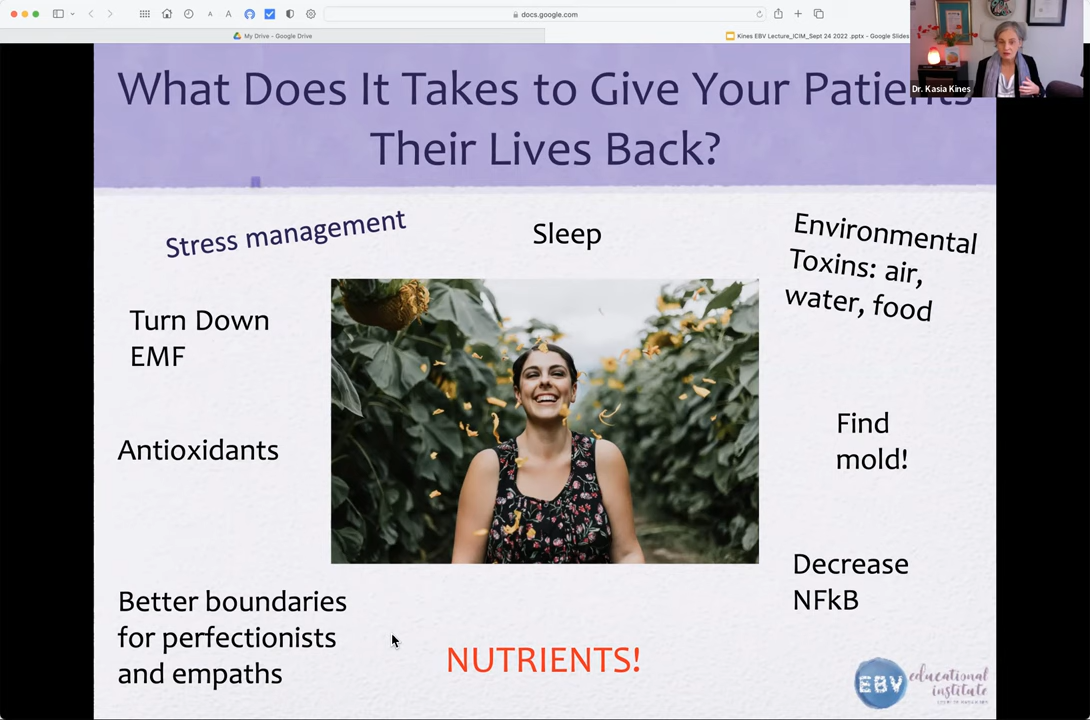 docs.google.com
My Drive - Google Drive
Kines EBV Lecture_ICIM_Sept 24 2022 .pptx - Google Slides
Dr. Kasia Kines
What Does It Takes to Give Your Patients
Their Lives Back?
Stress management
Sleep
Environmental
Toxins: air,
water, food
Turn Down
EMF
Antioxidants
Find
mold!
Decrease
NFkB
Better boundaries
for perfectionists
and empaths
NUTRIENTS!
EBV educational
institute